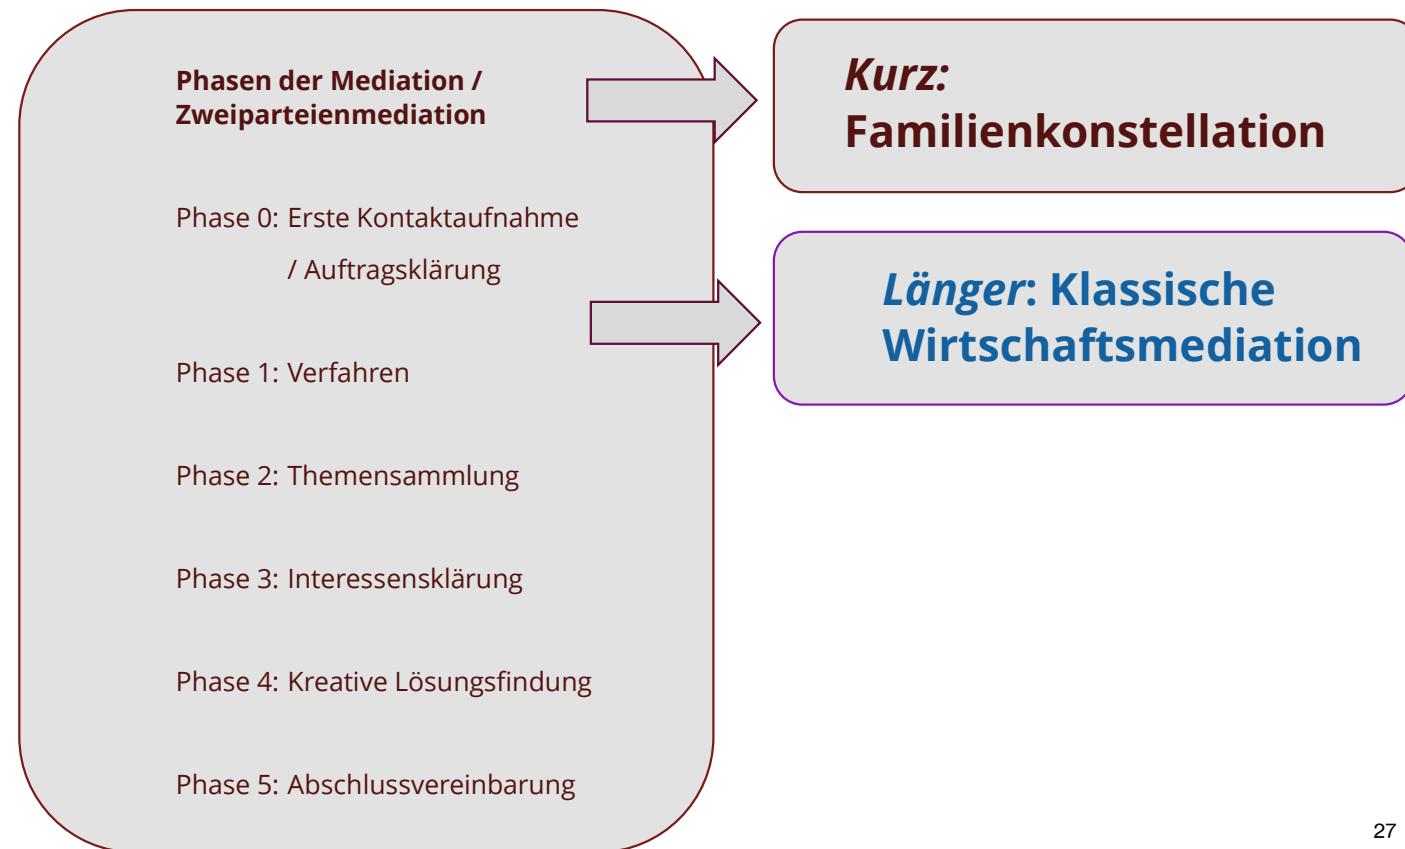 Phasen der Mediation /
Zweiparteienmediation
Phase 0: Erste Kontaktaufnahme
/ Auftragsklärung
Phase 1: Verfahren
Phase 2: Themensammlung
Phase 3: Interessensklärung
Phase 4: Kreative Lösungsfindung
Phase 5: Abschlussvereinbarung
Kurz:
Familienkonstellation
Länger: Klassische
Wirtschaftsmediation
27